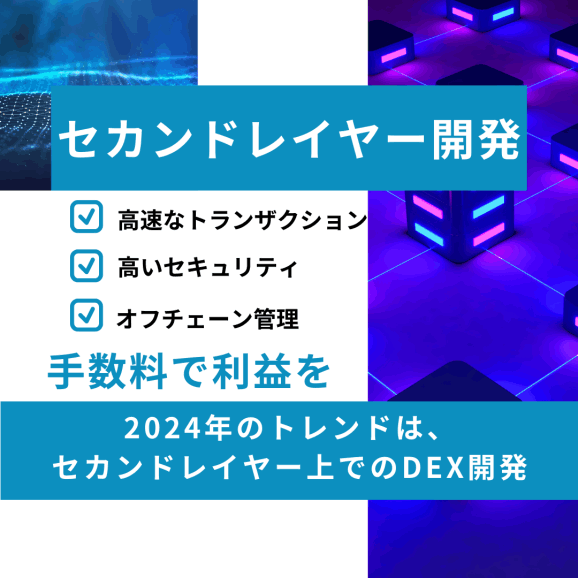 セカンドレイヤー開発
高速なトランザクション
高いセキュリティ
オフチェーン管理
手数料で利益を
2024年のトレンドは、
セカンドレイヤー上でのDEX開発